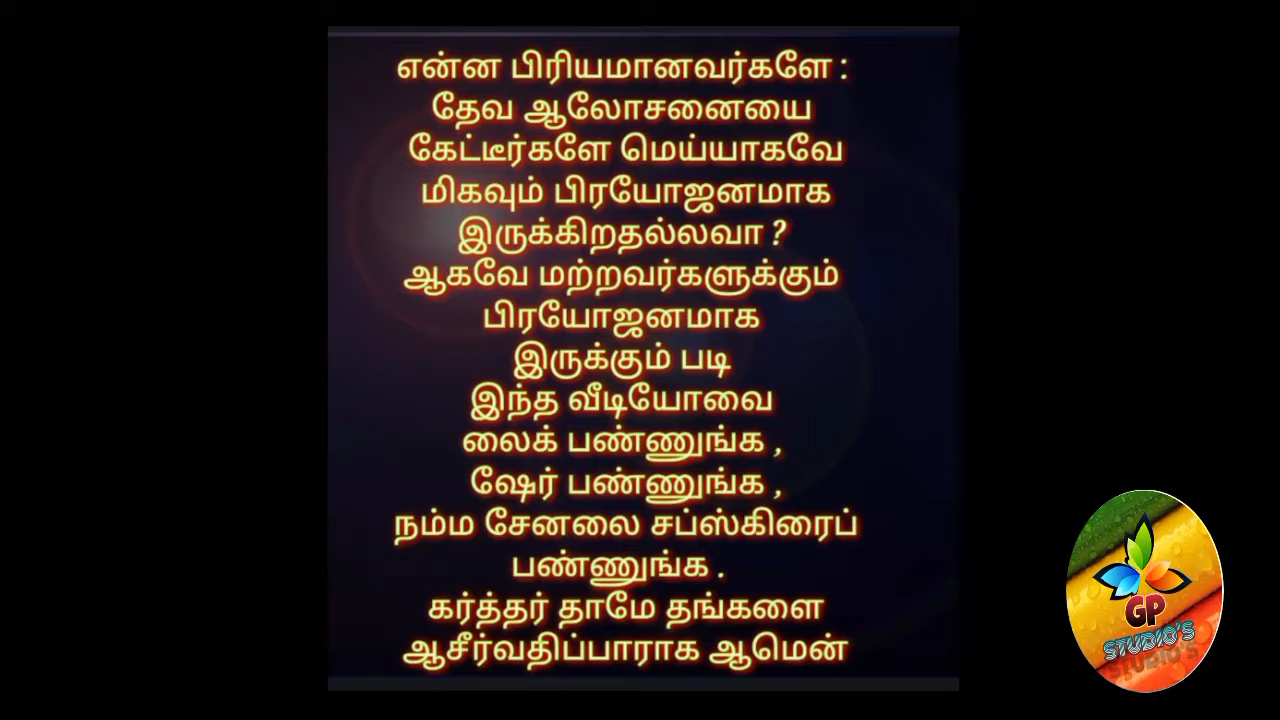 என்ன பிரியமானவர்களே :
தேவ ஆலோசனையை
கேட்டீர்களே மெய்யாகவே
மிகவும் பிரயோஜனமாக
இருக்கிறதல்லவா ?
ஆகவே மற்றவர்களுக்கும்
பிரயோஜனமாக
இருக்கும் படி
இந்த வீடியோவை
லைக் பண்ணுங்க ,
ஷேர் பண்ணுங்க ,
நம்ம சேனலை சப்ஸ்கிரைப்
பண்ணுங்க .
கர்த்தர் தாமே தங்களை
ஆசீர்வதிப்பாராக ஆமென்
GP
STUDIO'S